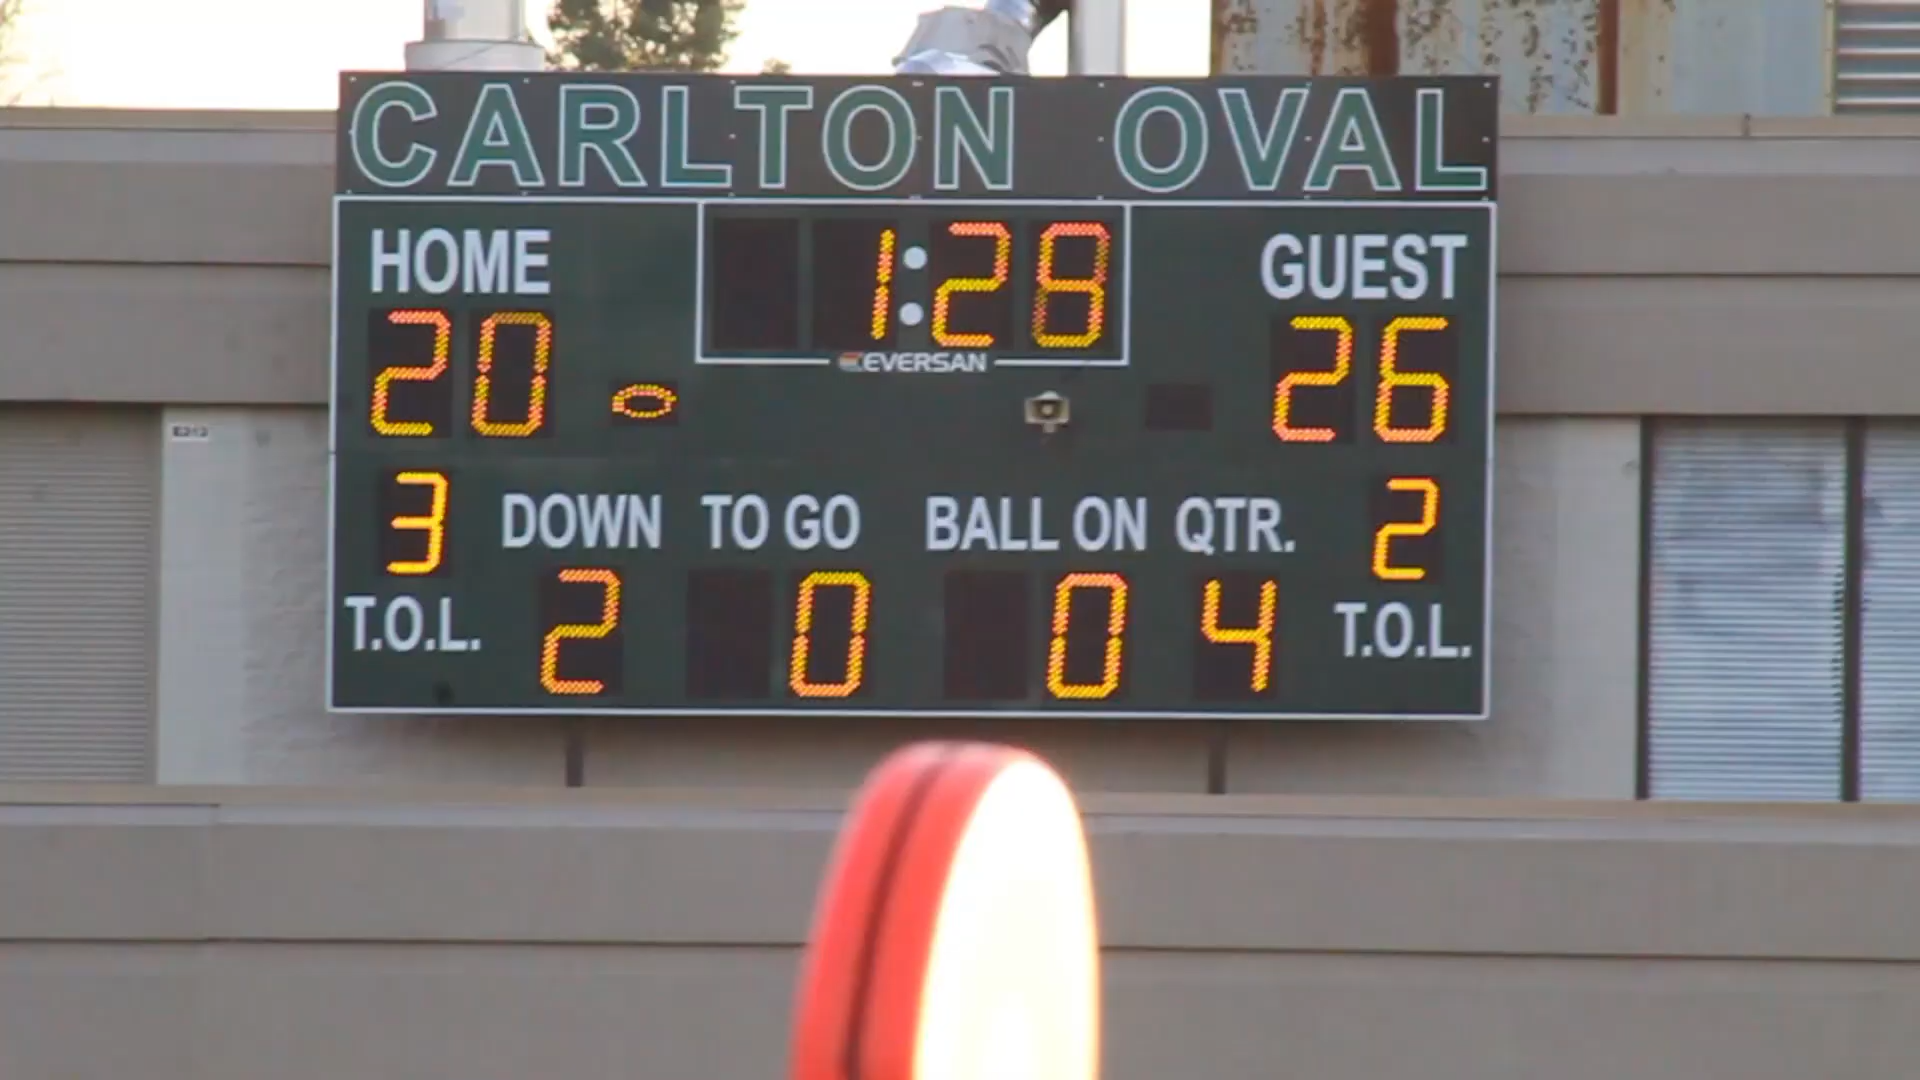 CARLTON OVAL
HOME
1:28
GUEST
20
26
EVERSAN
3
DOWN
TO GO
BALL ON
QTR.
2
T.O.L.
2
0
0
4
T.O.L.